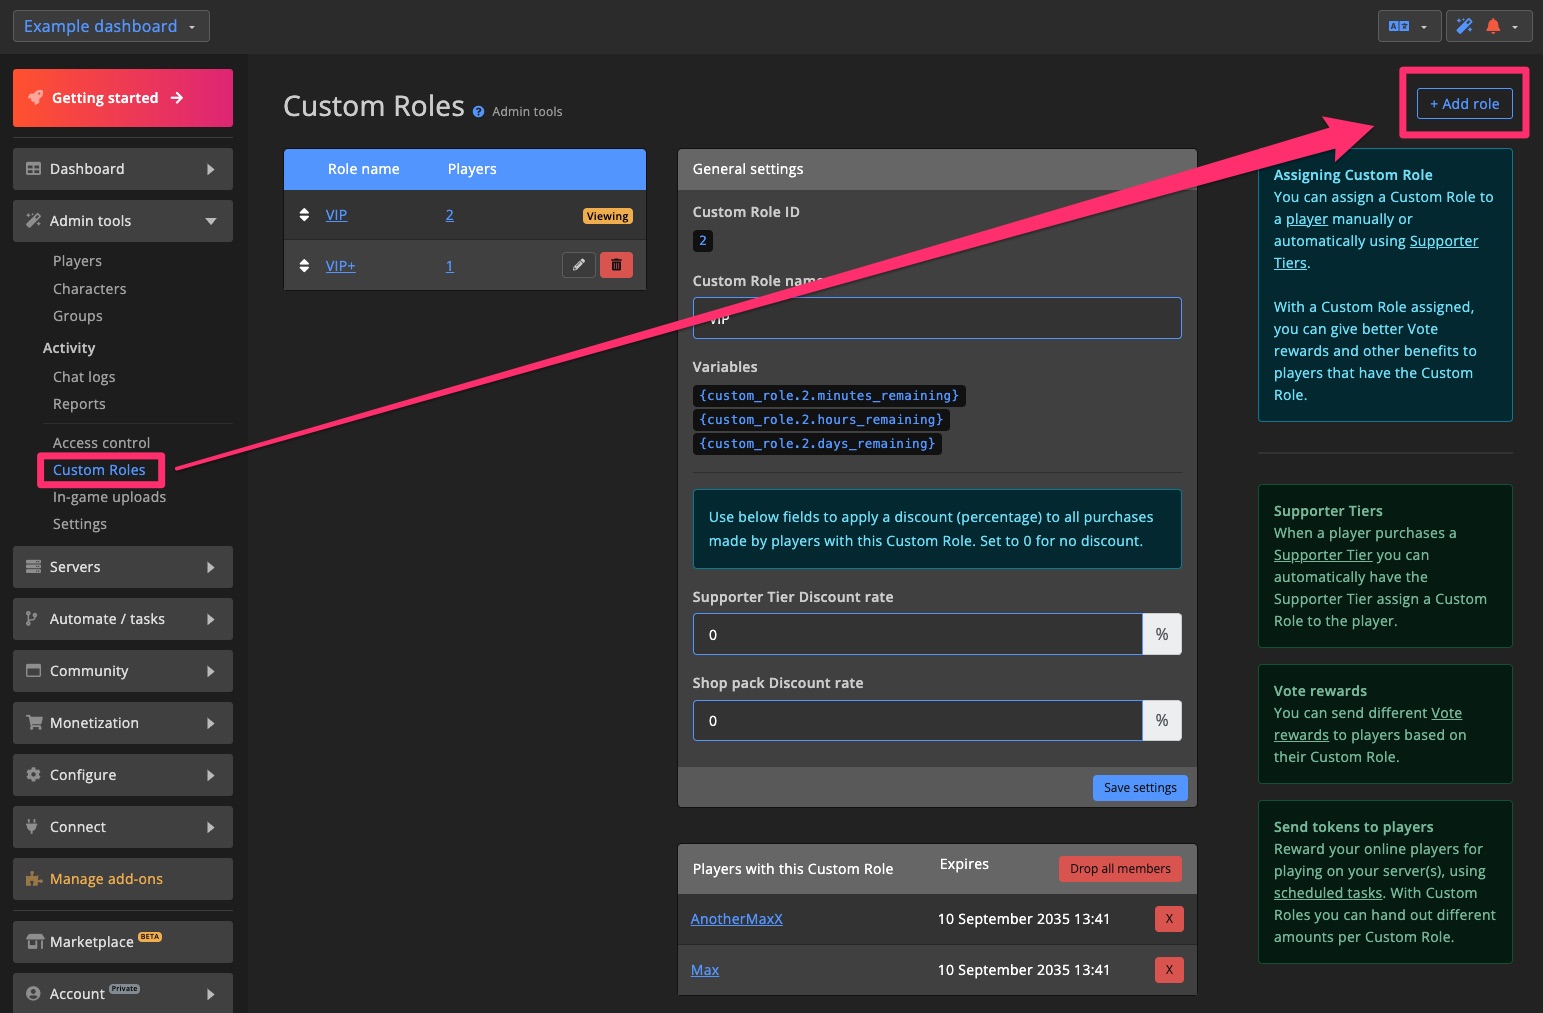 Example dashboard
Getting started
Dashboard
Admin tools
Players
Characters
Groups
Activity
Chat logs
Reports
Access control
Custom Roles
In-game uploads
Settings
Servers
Automate / tasks
Community
Monetization
Configure
Connect
Manage add-ons
Marketplace BETA
Account Private
Custom Roles ? Admin tools
+ Add role
Role name Players
VIP 2 Viewing
VIP+ 1
General settings
Custom Role ID
2
Custom Role name
VIP
Variables
{custom_role.2.minutes_remaining}
{custom_role.2.hours_remaining}
{custom_role.2.days_remaining}
Use below fields to apply a discount (percentage) to all purchases
made by players with this Custom Role. Set to 0 for no discount.
Supporter Tier Discount rate
0 %
Shop pack Discount rate
0 %
Save settings
Players with this Custom Role Expires Drop all members
AnotherMaxX 10 September 2035 13:41 X
Max 10 September 2035 13:41 X
Assigning Custom Role
You can assign a Custom Role to
a player manually or
automatically using Supporter
Tiers.
With a Custom Role assigned,
you can give better Vote
rewards and other benefits to
players that have the Custom
Role.
Supporter Tiers
When a player purchases a
Supporter Tier you can
automatically have the
Supporter Tier assign a Custom
Role to the player.
Vote rewards
You can send different Vote
rewards to players based on
their Custom Role.
Send tokens to players
Reward your online players for
playing on your server(s), using
scheduled tasks. With Custom
Roles you can hand out different
amounts per Custom Role.